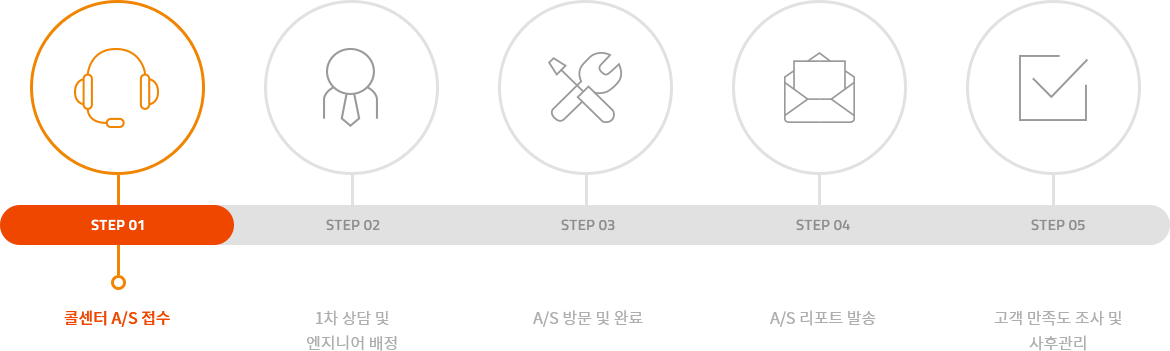 STEP 01
STEP 02
STEP 03
STEP 04
STEP 05
콜센터 A/S 접수
1차 상담 및
엔지니어 배정
A/S 방문 및 완료
A/S 리포트 발송
고객 만족도 조사 및
사후관리